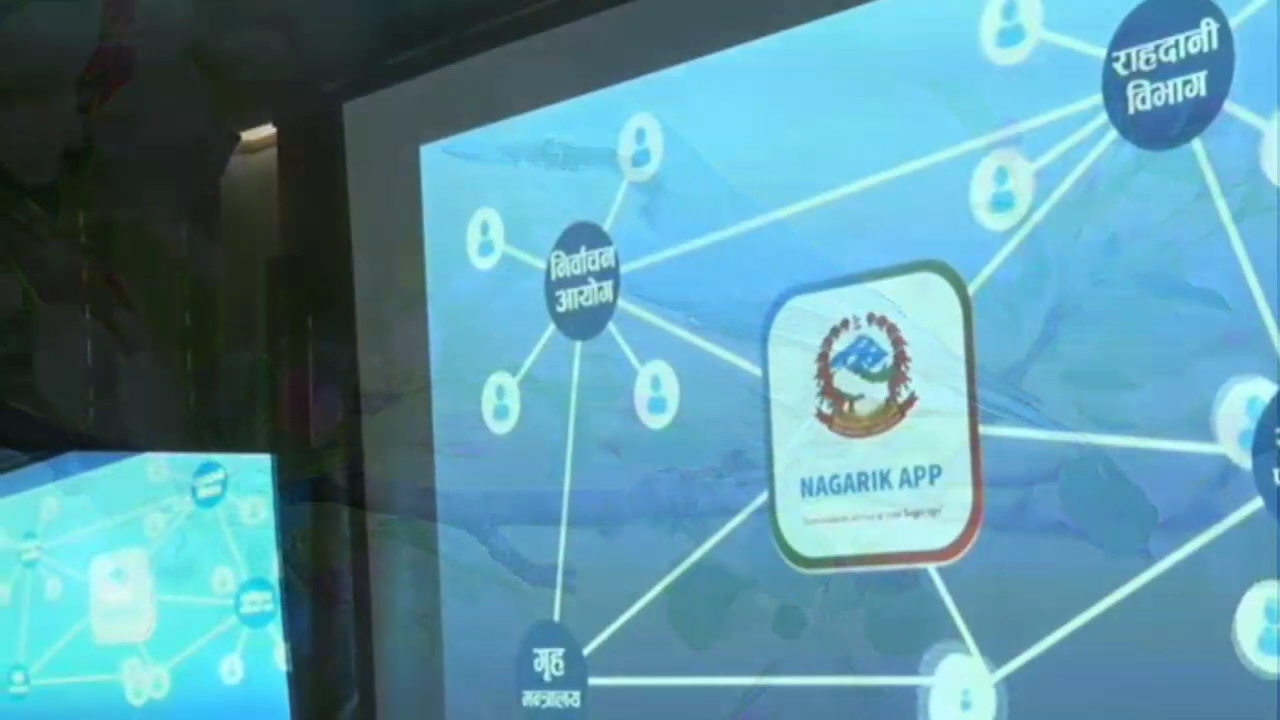 राहदानी
विभाग
निर्वाचन
आयोग
NAGARIK APP
गृह
मन्त्रालय